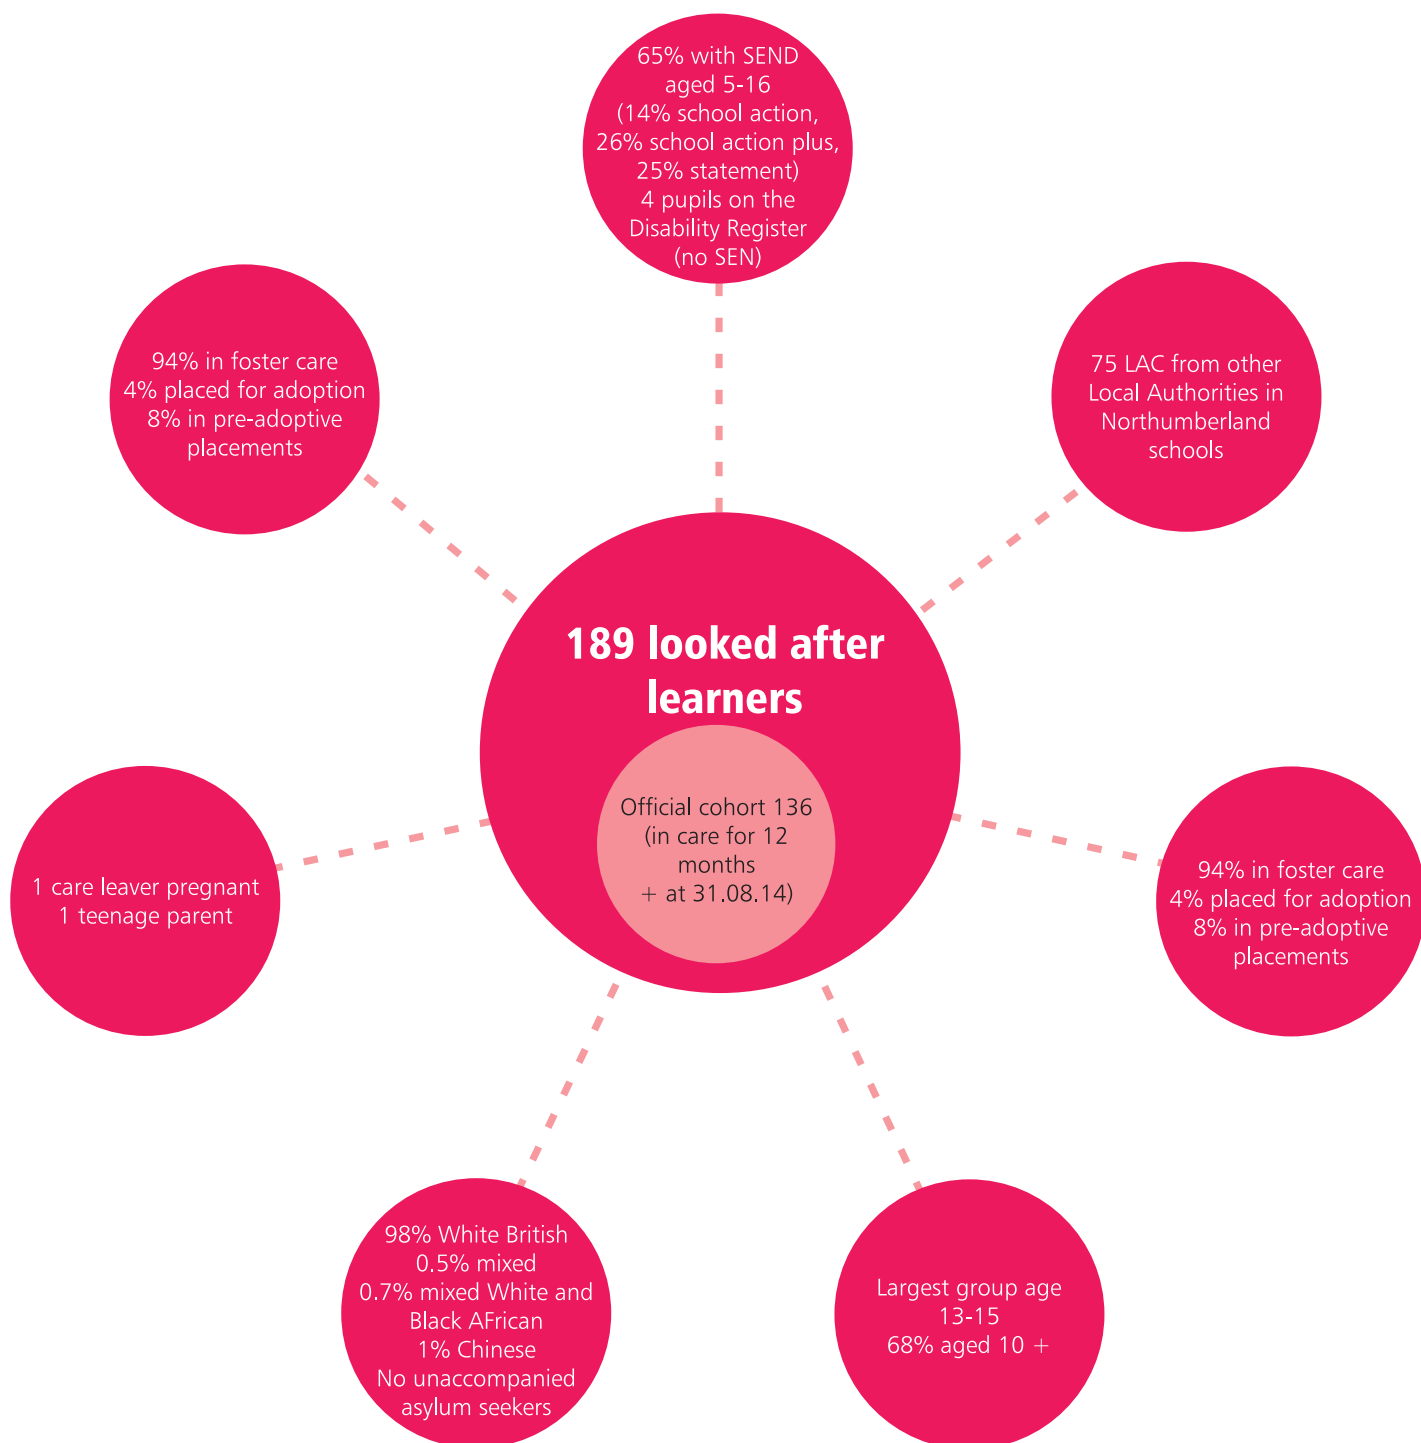 65% with SEND
aged 5-16
(14% school action,
26% school action plus,
25% statement)
4 pupils on the
Disability Register
(no SEN)
94% in foster care
4% placed for adoption
8% in pre-adoptive
placements
75 LAC from other
Local Authorities in
Northumberland
schools
189 looked after
learners
Official cohort 136
(in care for 12
months
+ at 31.08.14)
1 care leaver pregnant
1 teenage parent
94% in foster care
4% placed for adoption
8% in pre-adoptive
placements
98% White British
0.5% mixed
0.7% mixed White and
Black AFrican
1% Chinese
No unaccompanied
asylum seekers
Largest group age
13-15
68% aged 10 +